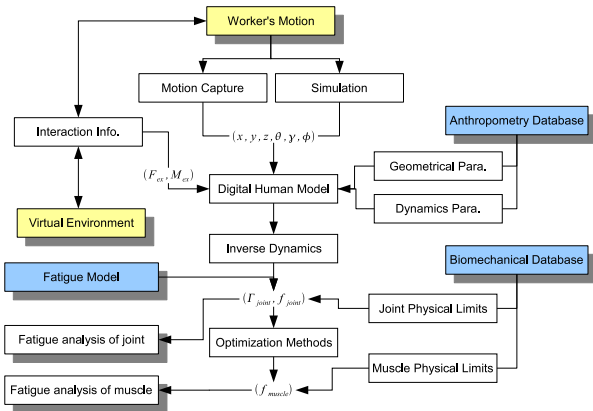 Worker's Motion
Motion Capture
Simulation
(x, y, z, θ, γ, ϕ)
Interaction Info.
Anthropometry Database
Geometrical Para.
(F_ex, M_ex)
Digital Human Model
Dynamics Para.
Virtual Environment
Inverse Dynamics
Fatigue Model
Biomechanical Database
(Γ_joint, f_joint)
Joint Physical Limits
Fatigue analysis of joint
Optimization Methods
Muscle Physical Limits
Fatigue analysis of muscle
(f_muscle)